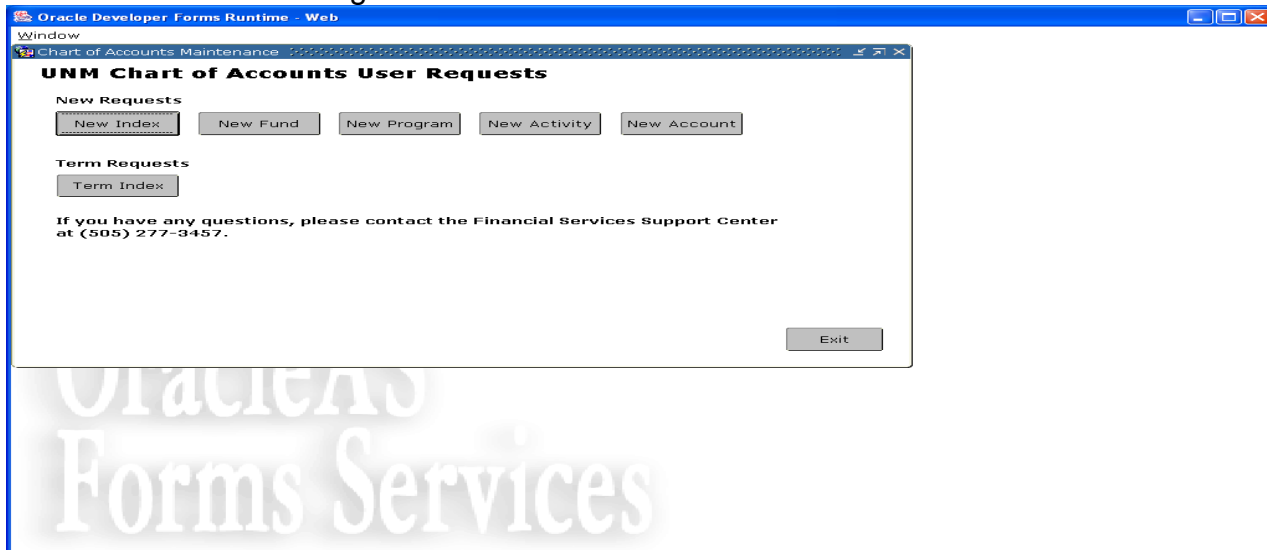 Oracle Developer Forms Runtime - Web
Window
Chart of Accounts Maintenance
UNM Chart of Accounts User Requests
New Requests
New Index New Fund New Program New Activity New Account
Term Requests
Term Index
If you have any questions, please contact the Financial Services Support Center
at (505) 277-3457.
Exit
OracleAS
Forms Services